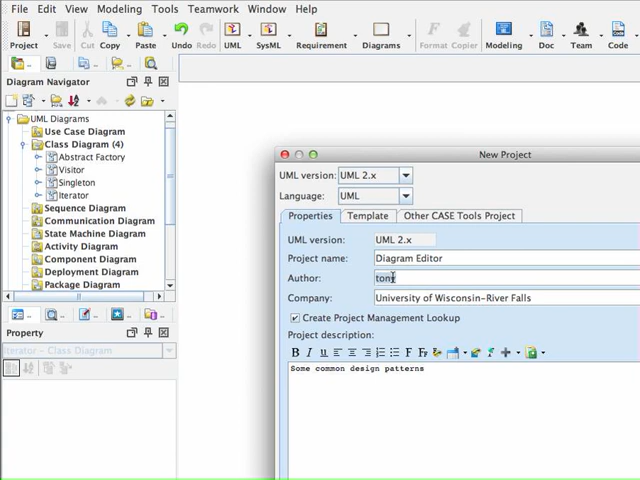 File Edit View Modeling Tools Teamwork Window Help
Project Save Cut Copy Paste Undo Redo UML SysML Requirement Diagrams Format Copier Modeling Doc Team Code
Diagram Navigator
UML Diagrams
Use Case Diagram
Class Diagram (4)
Abstract Factory
Visitor
Singleton
Iterator
Sequence Diagram
Communication Diagram
State Machine Diagram
Activity Diagram
Component Diagram
Deployment Diagram
Package Diagram
Property
Iterator - Class Diagram
New Project
UML version: UML 2.x
Language: UML
Properties Template Other CASE Tools Project
UML version: UML 2.x
Project name: Diagram Editor
Author: tony
Company: University of Wisconsin-River Falls
Create Project Management Lookup
Project description:
B I U F F
Some common design patterns